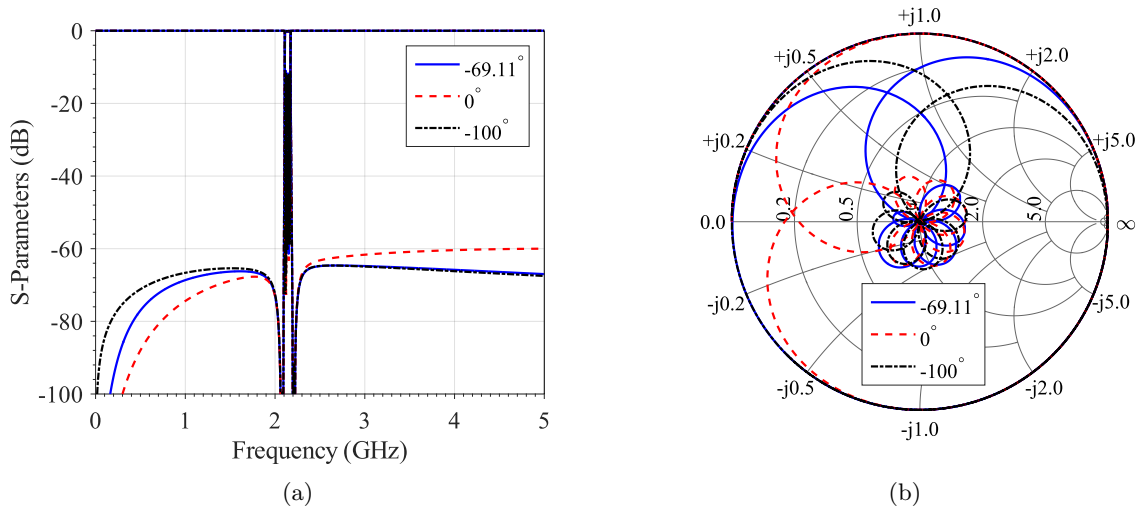 0
-20
-40
-60
-80
-100
0 1 2 3 4 5
S-Parameters (dB)
Frequency (GHz)
-69.11°
0°
-100°
(a)
+j1.0
+j0.5 +j2.0
+j0.2 +j5.0
0.0 0.2 0.5 2.0 5.0 ∞
-j0.2 -j5.0
-69.11°
0°
-100°
-j0.5 -j2.0
-j1.0
(b)